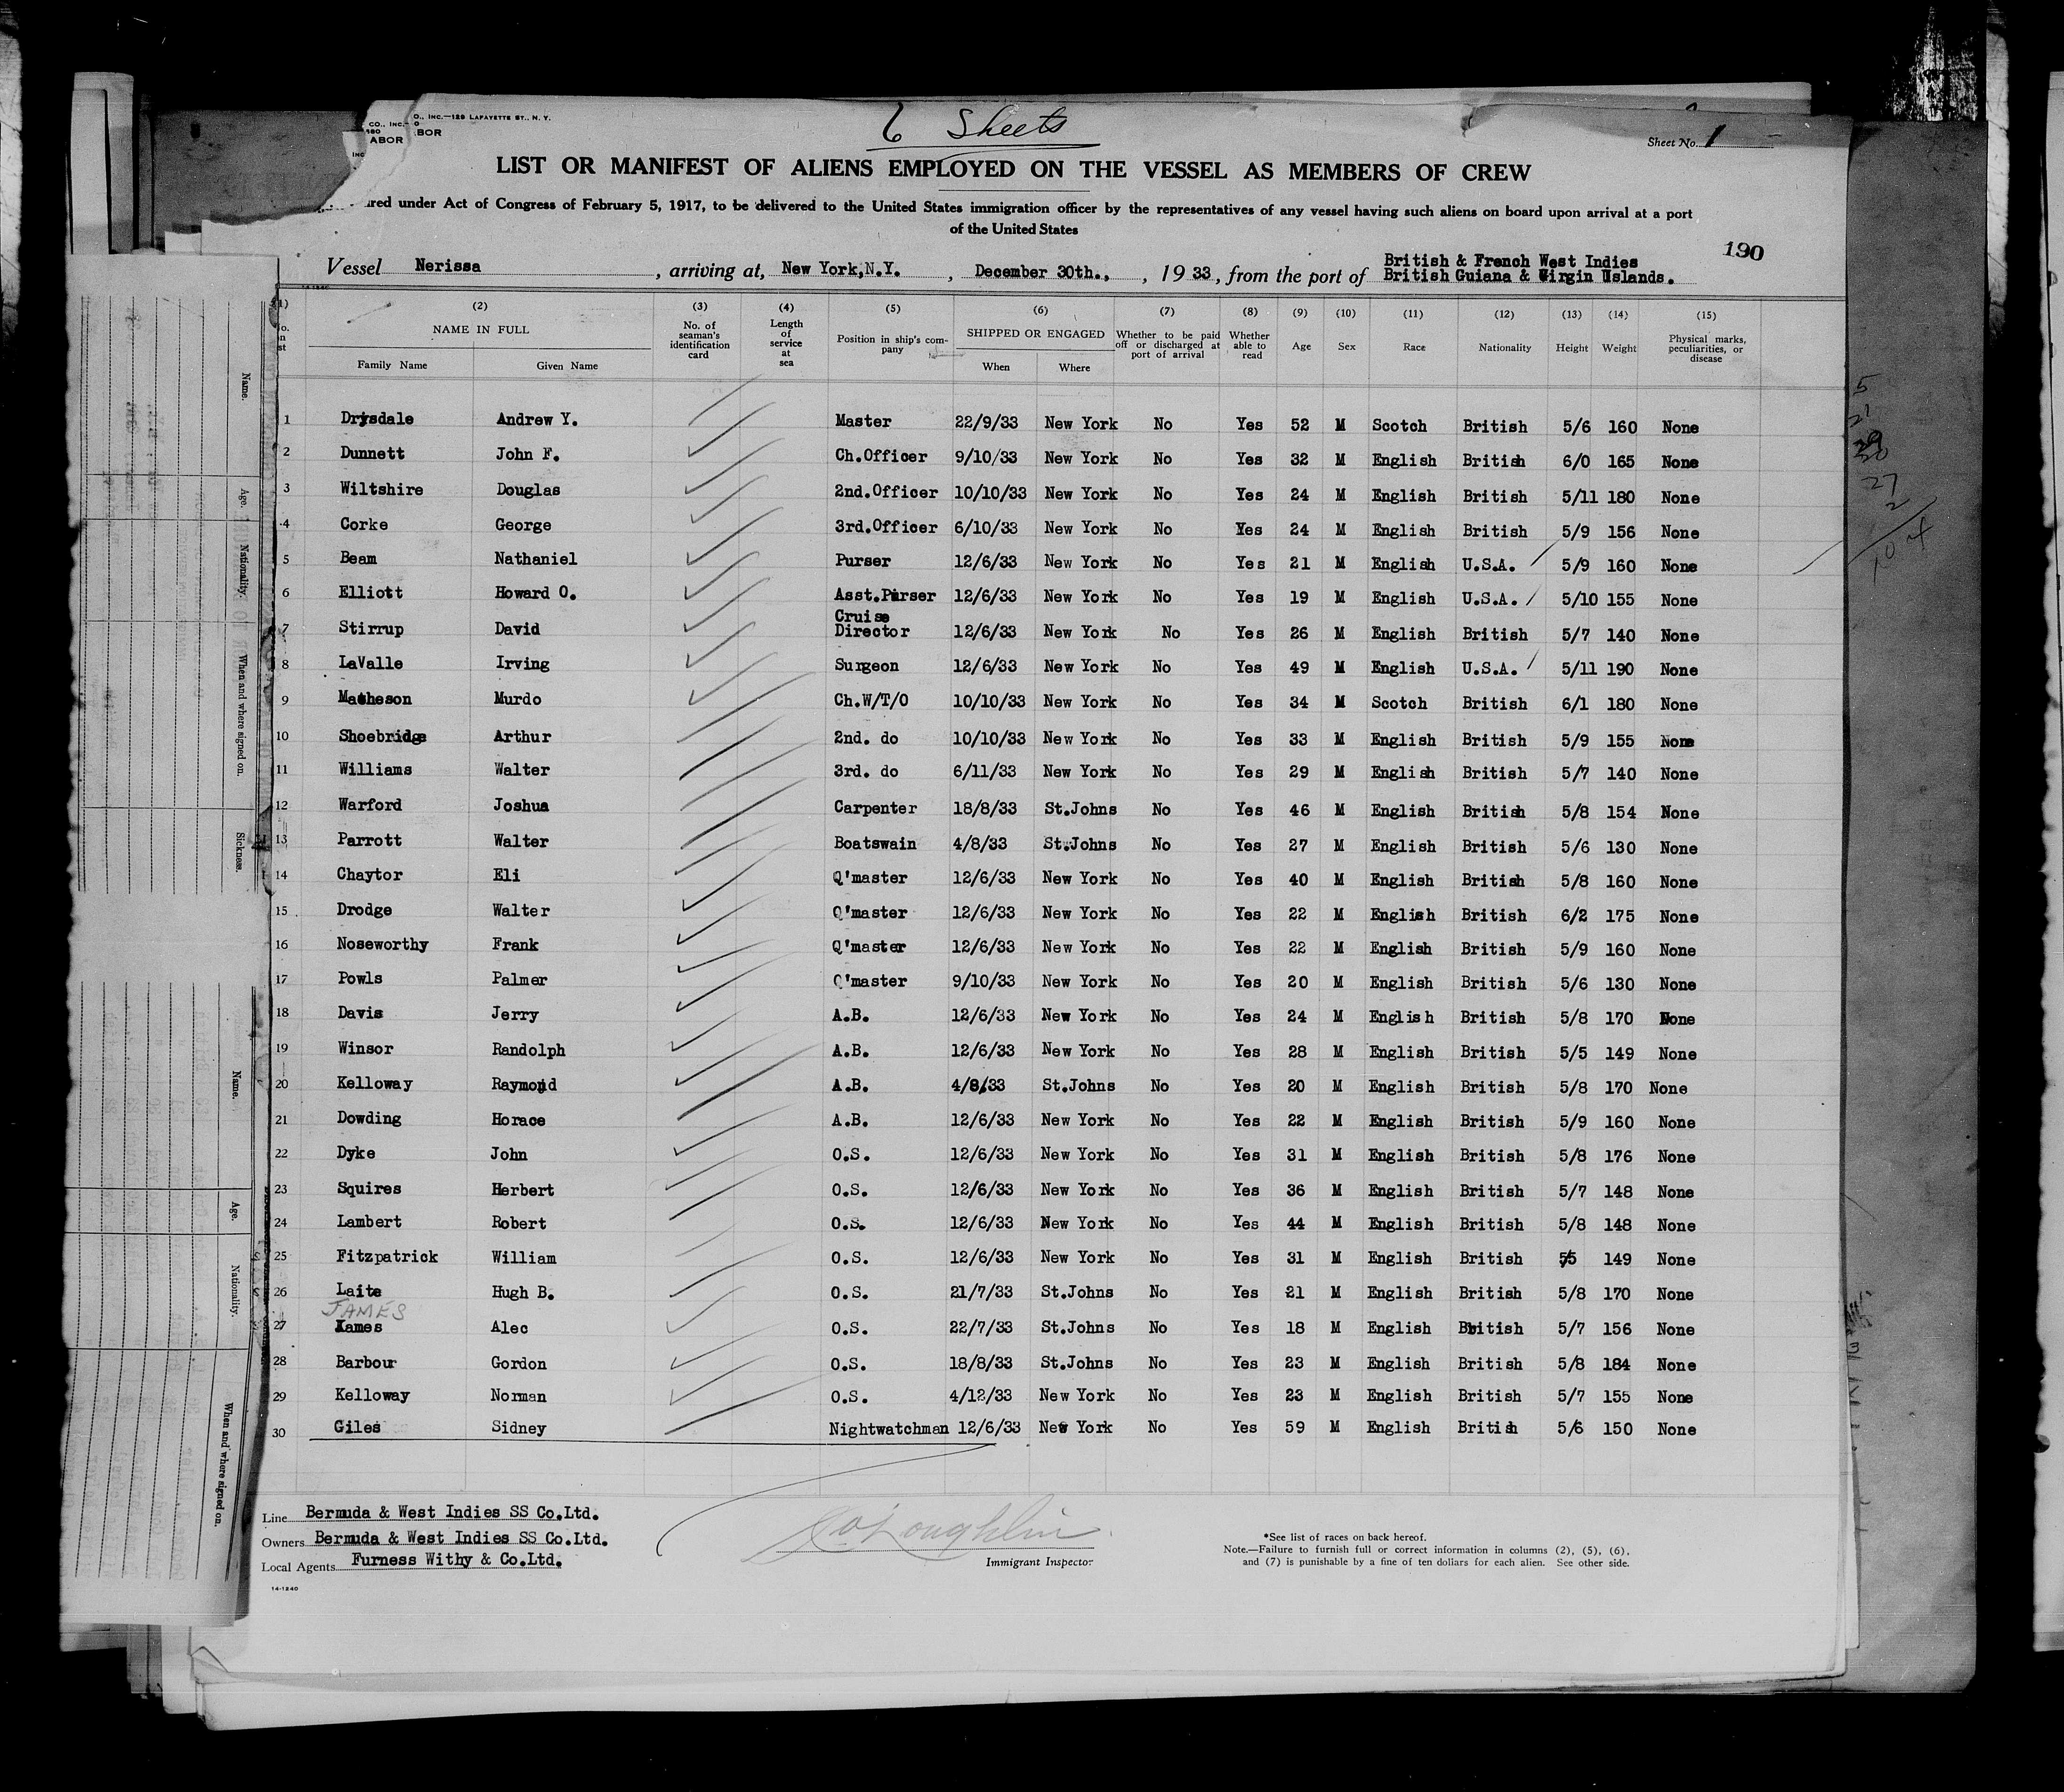 O., INC.—129 LAFAYETTE ST., N. Y.
CO., INC.
ABOR
BOR
6 Sheets
Sheet No. 1
LIST OR MANIFEST OF ALIENS EMPLOYED ON THE VESSEL AS MEMBERS OF CREW
ired under Act of Congress of February 5, 1917, to be delivered to the United States immigration officer by the representatives of any vessel having such aliens on board upon arrival at a port
of the United States
190
Vessel Nerissa, arriving at, New York,N.Y., December 30th., 1933, from the port of British & French West Indies
British Guiana & Virgin Islands.
(1) (2) (3) (4) (5) (6) (7) (8) (9) (10) (11) (12) (13) (14) (15)
NAME IN FULL No. of seaman's identification card Length of service at sea Position in ship's company SHIPPED OR ENGAGED Whether to be paid off or discharged at port of arrival Whether able to read Age Sex Race Nationality Height Weight Physical marks, peculiarities, or disease
Family Name Given Name When Where
1 Drysdale Andrew Y. Master 22/9/33 New York No Yes 52 M Scotch British 5/6 160 None
2 Dunnett John F. Ch.Officer 9/10/33 New York No Yes 32 M English British 6/0 165 None
3 Wiltshire Douglas 2nd.Officer 10/10/33 New York No Yes 24 M English British 5/11 180 None
4 Corke George 3rd.Officer 6/10/33 New York No Yes 24 M English British 5/9 156 None
5 Beam Nathaniel Purser 12/6/33 New York No Yes 21 M English U.S.A. 5/9 160 None
6 Elliott Howard O. Asst.Purser 12/6/33 New York No Yes 19 M English U.S.A. 5/10 155 None
7 Stirrup David Cruise Director 12/6/33 New York No Yes 26 M English British 5/7 140 None
8 LaValle Irving Surgeon 12/6/33 New York No Yes 49 M English U.S.A. 5/11 190 None
9 Matheson Murdo Ch.W/T/O 10/10/33 New York No Yes 34 M Scotch British 6/1 180 None
10 Shoebridge Arthur 2nd. do 10/10/33 New York No Yes 33 M English British 5/9 155 None
11 Williams Walter 3rd. do 6/11/33 New York No Yes 29 M English British 5/7 140 None
12 Warford Joshua Carpenter 18/8/33 St.Johns No Yes 46 M English British 5/8 154 None
13 Parrott Walter Boatswain 4/8/33 St.Johns No Yes 27 M English British 5/6 130 None
14 Chaytor Eli Q'master 12/6/33 New York No Yes 40 M English British 5/8 160 None
15 Drodge Walter Q'master 12/6/33 New York No Yes 22 M English British 6/2 175 None
16 Noseworthy Frank Q'master 12/6/33 New York No Yes 22 M English British 5/9 160 None
17 Powls Palmer Q'master 9/10/33 New York No Yes 20 M English British 5/6 130 None
18 Davis Jerry A.B. 12/6/33 New York No Yes 24 M English British 5/8 170 None
19 Winsor Randolph A.B. 12/6/33 New York No Yes 28 M English British 5/5 149 None
20 Kelloway Raymond A.B. 4/8/33 St.Johns No Yes 20 M English British 5/8 170 None
21 Dowding Horace A.B. 12/6/33 New York No Yes 22 M English British 5/9 160 None
22 Dyke John O.S. 12/6/33 New York No Yes 31 M English British 5/8 176 None
23 Squires Herbert O.S. 12/6/33 New York No Yes 36 M English British 5/7 148 None
24 Lambert Robert O.S. 12/6/33 New York No Yes 44 M English British 5/8 148 None
25 Fitzpatrick William O.S. 12/6/33 New York No Yes 31 M English British 5/5 149 None
26 Laite Hugh B. O.S. 21/7/33 St.Johns No Yes 21 M English British 5/8 170 None
JAMES
27 James Alec O.S. 22/7/33 St.Johns No Yes 18 M English British 5/7 156 None
28 Barbour Gordon O.S. 18/8/33 St.Johns No Yes 23 M English British 5/8 184 None
29 Kelloway Norman O.S. 4/12/33 New York No Yes 23 M English British 5/7 155 None
30 Giles Sidney Nightwatchman 12/6/33 New York No Yes 59 M English British 5/6 150 None
Line Bermuda & West Indies SS Co.Ltd.
Owners Bermuda & West Indies SS Co.Ltd.
Local Agents Furness Withy & Co.Ltd.
14-1240
Immigrant Inspector
*See list of races on back hereof.
Note.—Failure to furnish full or correct information in columns (2), (5), (6),
and (7) is punishable by a fine of ten dollars for each alien. See other side.
Name.
Age.
Nationality.
When and where signed on.
Sickness.
Name.
Age.
Nationality.
When and where signed on.
5
27
2
104